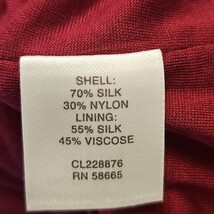 SHELL:
70% SILK
30% NYLON
LINING:
55% SILK
45% VISCOSE
CL228876
RN 58665